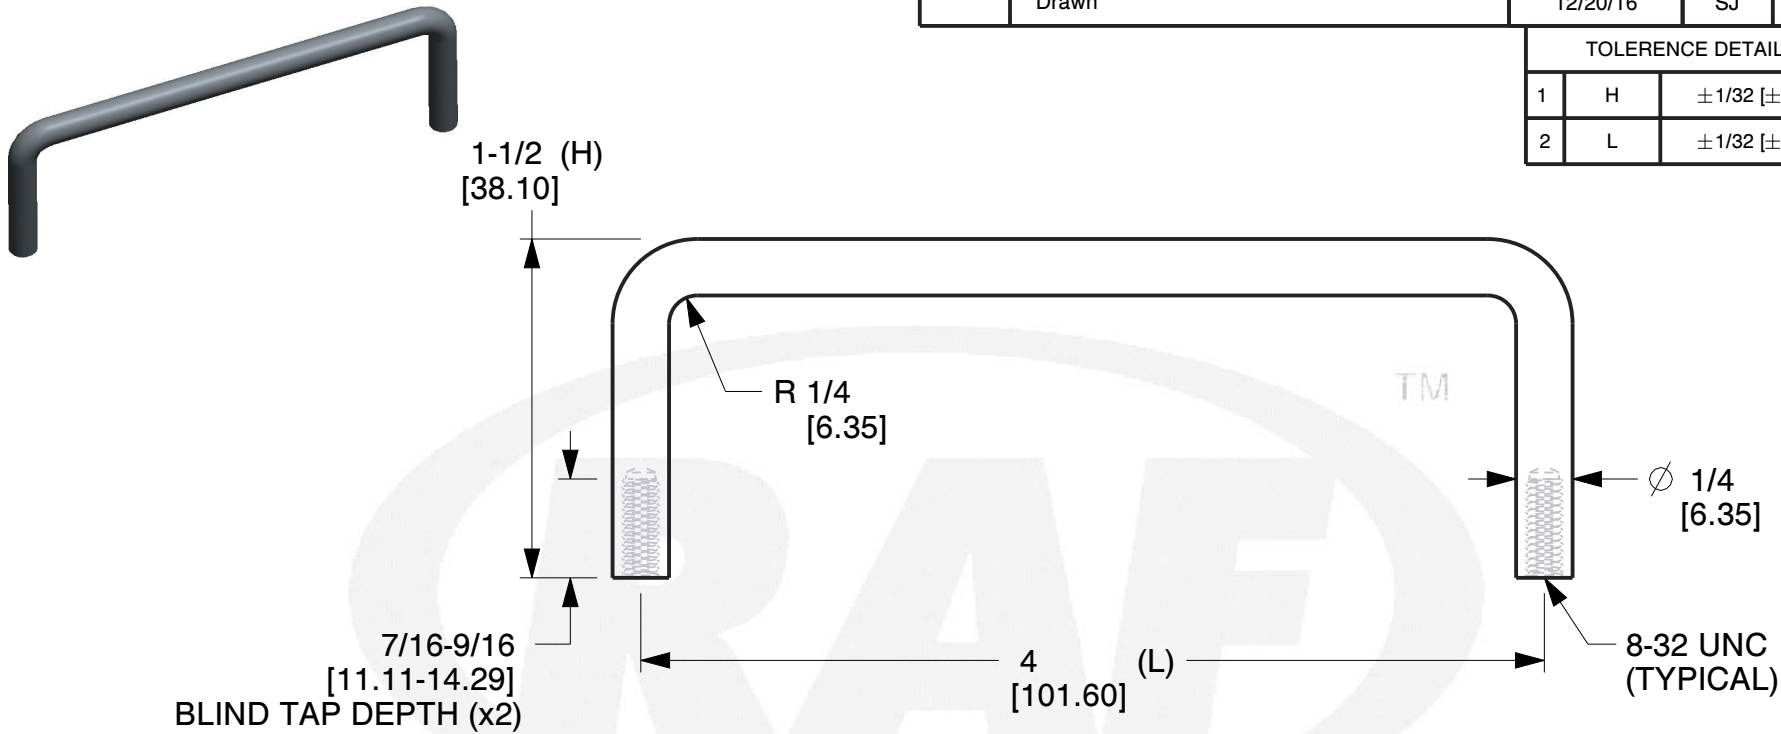 Drawn 12/20/16 SJ
TOLERENCE DETAIL
1 H ±1/32 [±
2 L ±1/32 [±
1-1/2 (H)
[38.10]
R 1/4
[6.35]
TM
RAF
⌀ 1/4
[6.35]
7/16-9/16
[11.11-14.29]
BLIND TAP DEPTH (x2)
4 (L)
[101.60]
8-32 UNC
(TYPICAL)